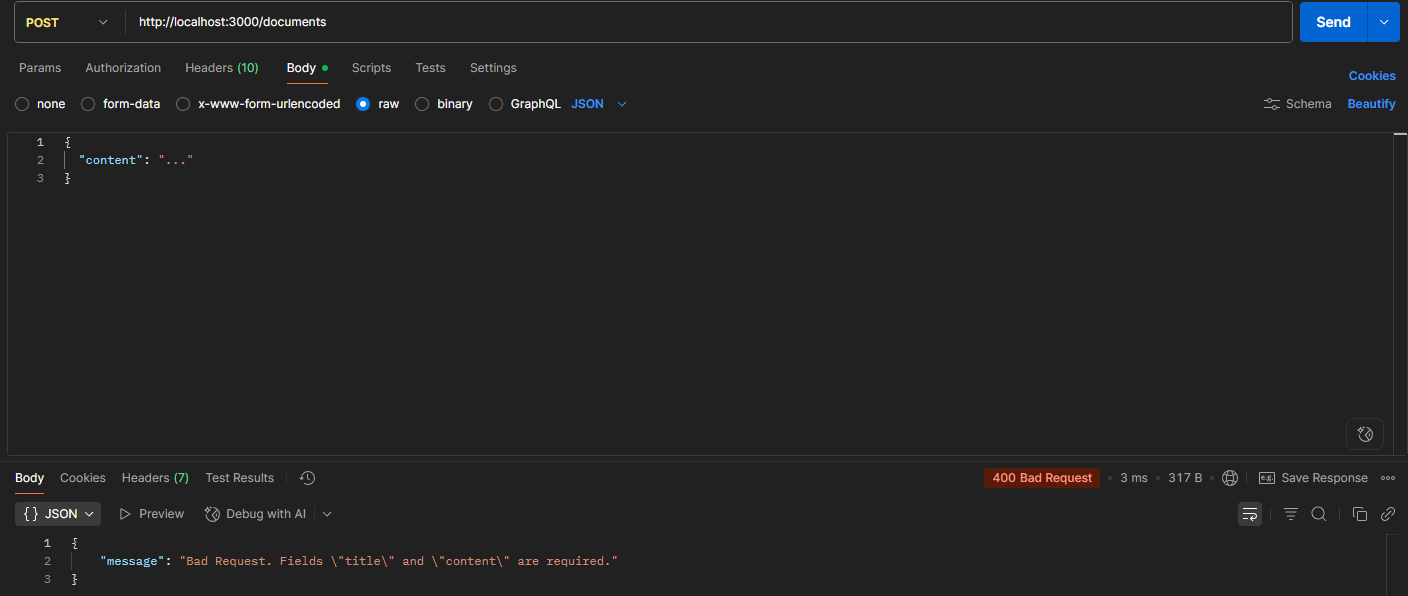 POST http://localhost:3000/documents Send
Params Authorization Headers (10) Body Scripts Tests Settings Cookies
none form-data x-www-form-urlencoded raw binary GraphQL JSON Schema Beautify
1 {
2 "content": "..."
3 }
Body Cookies Headers (7) Test Results 400 Bad Request • 3 ms • 317 B • e.g. Save Response
{} JSON Preview Debug with AI
1 {
2 "message": "Bad Request. Fields \"title\" and \"content\" are required."
3 }